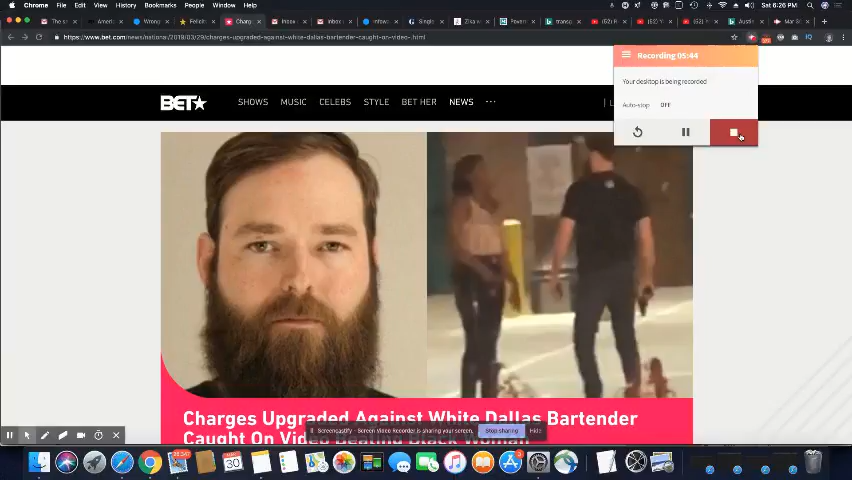 Chrome File Edit View History Bookmarks People Window Help
Sat 6:26 PM
https://www.bet.com/news/national/2019/03/29/charges-upgraded-against-white-dallas-bartender-caught-on-video-.html
Recording 05:44
Your desktop is being recorded
Auto-stop OFF
BET SHOWS MUSIC CELEBS STYLE BET HER NEWS ...
Charges Upgraded Against White Dallas Bartender
Caught On Video Beating Black Woman
Screencastify - Screen Video Recorder is sharing your screen. Stop sharing Hide